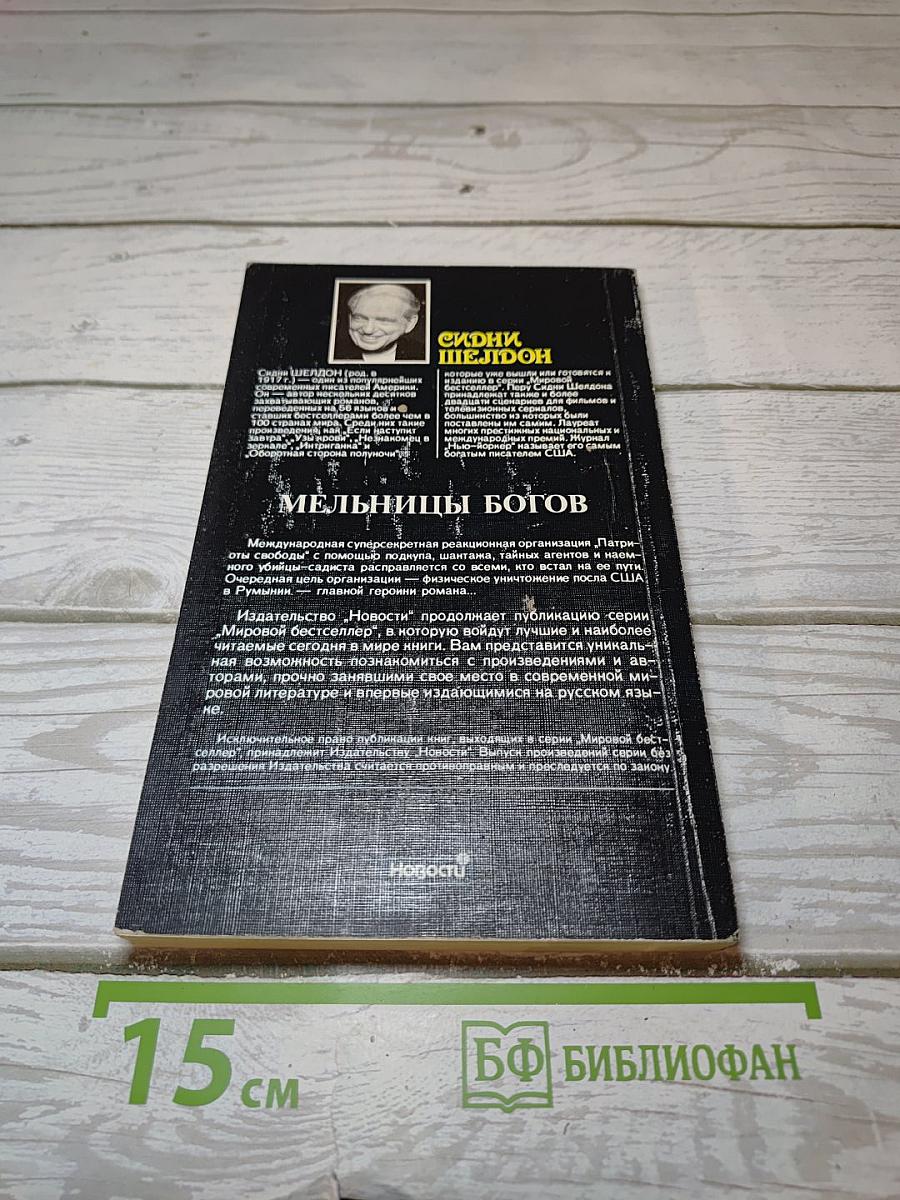 СИДНИ
ШЕЛДОН
Сидни ШЕЛДОН (род. в
1917 г.) — один из популярнейших
современных писателей Америки.
Он — автор нескольких десятков
захватывающих романов,
переведенных на 56 языков и
ставших бестселлерами более чем в
100 странах мира. Среди них такие
произведения, как „Если наступит
завтра“, „Узы крови“, „Незнакомец в
зеркале“, „Интриганка“ и
„Оборотная сторона полуночи“,
которые уже вышли или готовятся к
изданию в серии „Мировой
бестселлер“. Перу Сидни Шелдона
принадлежат также и более
двадцати сценариев для фильмов и
телевизионных сериалов,
большинство из которых были
поставлены им самим. Лауреат
многих престижных национальных и
международных премий. Журнал
„Нью-йоркер“ называет его самым
богатым писателем США.
МЕЛЬНИЦЫ БОГОВ
Международная суперсекретная реакционная организация „Патри-
оты свободы“ с помощью подкупа, шантажа, тайных агентов и наем-
ного убийцы-садиста расправляется со всеми, кто встал на ее пути.
Очередная цель организации — физическое уничтожение посла США
в Румынии — главной героини романа...
Издательство „Новости“ продолжает публикацию серии
„Мировой бестселлер“, в которую войдут лучшие и наиболее
читаемые сегодня в мире книги. Вам представится уникаль-
ная возможность познакомиться с произведениями и ав-
торами, прочно занявшими свое место в современной ми-
ровой литературе и впервые издающимися на русском язы-
ке.
Исключительное право публикации книг, выходящих в серии „Мировой бест-
селлер“, принадлежит Издательству „Новости“. Выпуск произведений серии без
разрешения Издательства считается противоправным и преследуется по закону.
Новости
15 см
БФ БИБЛИОФАН